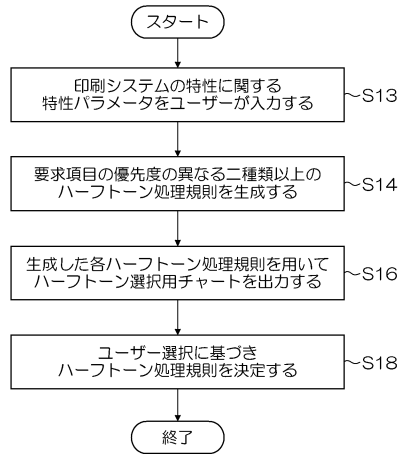 スタート
印刷システムの特性に関する
特性パラメータをユーザーが入力する
S13
要求項目の優先度の異なる二種類以上の
ハーフトーン処理規則を生成する
S14
生成した各ハーフトーン処理規則を用いて
ハーフトーン選択用チャートを出力する
S16
ユーザー選択に基づき
ハーフトーン処理規則を決定する
S18
終了